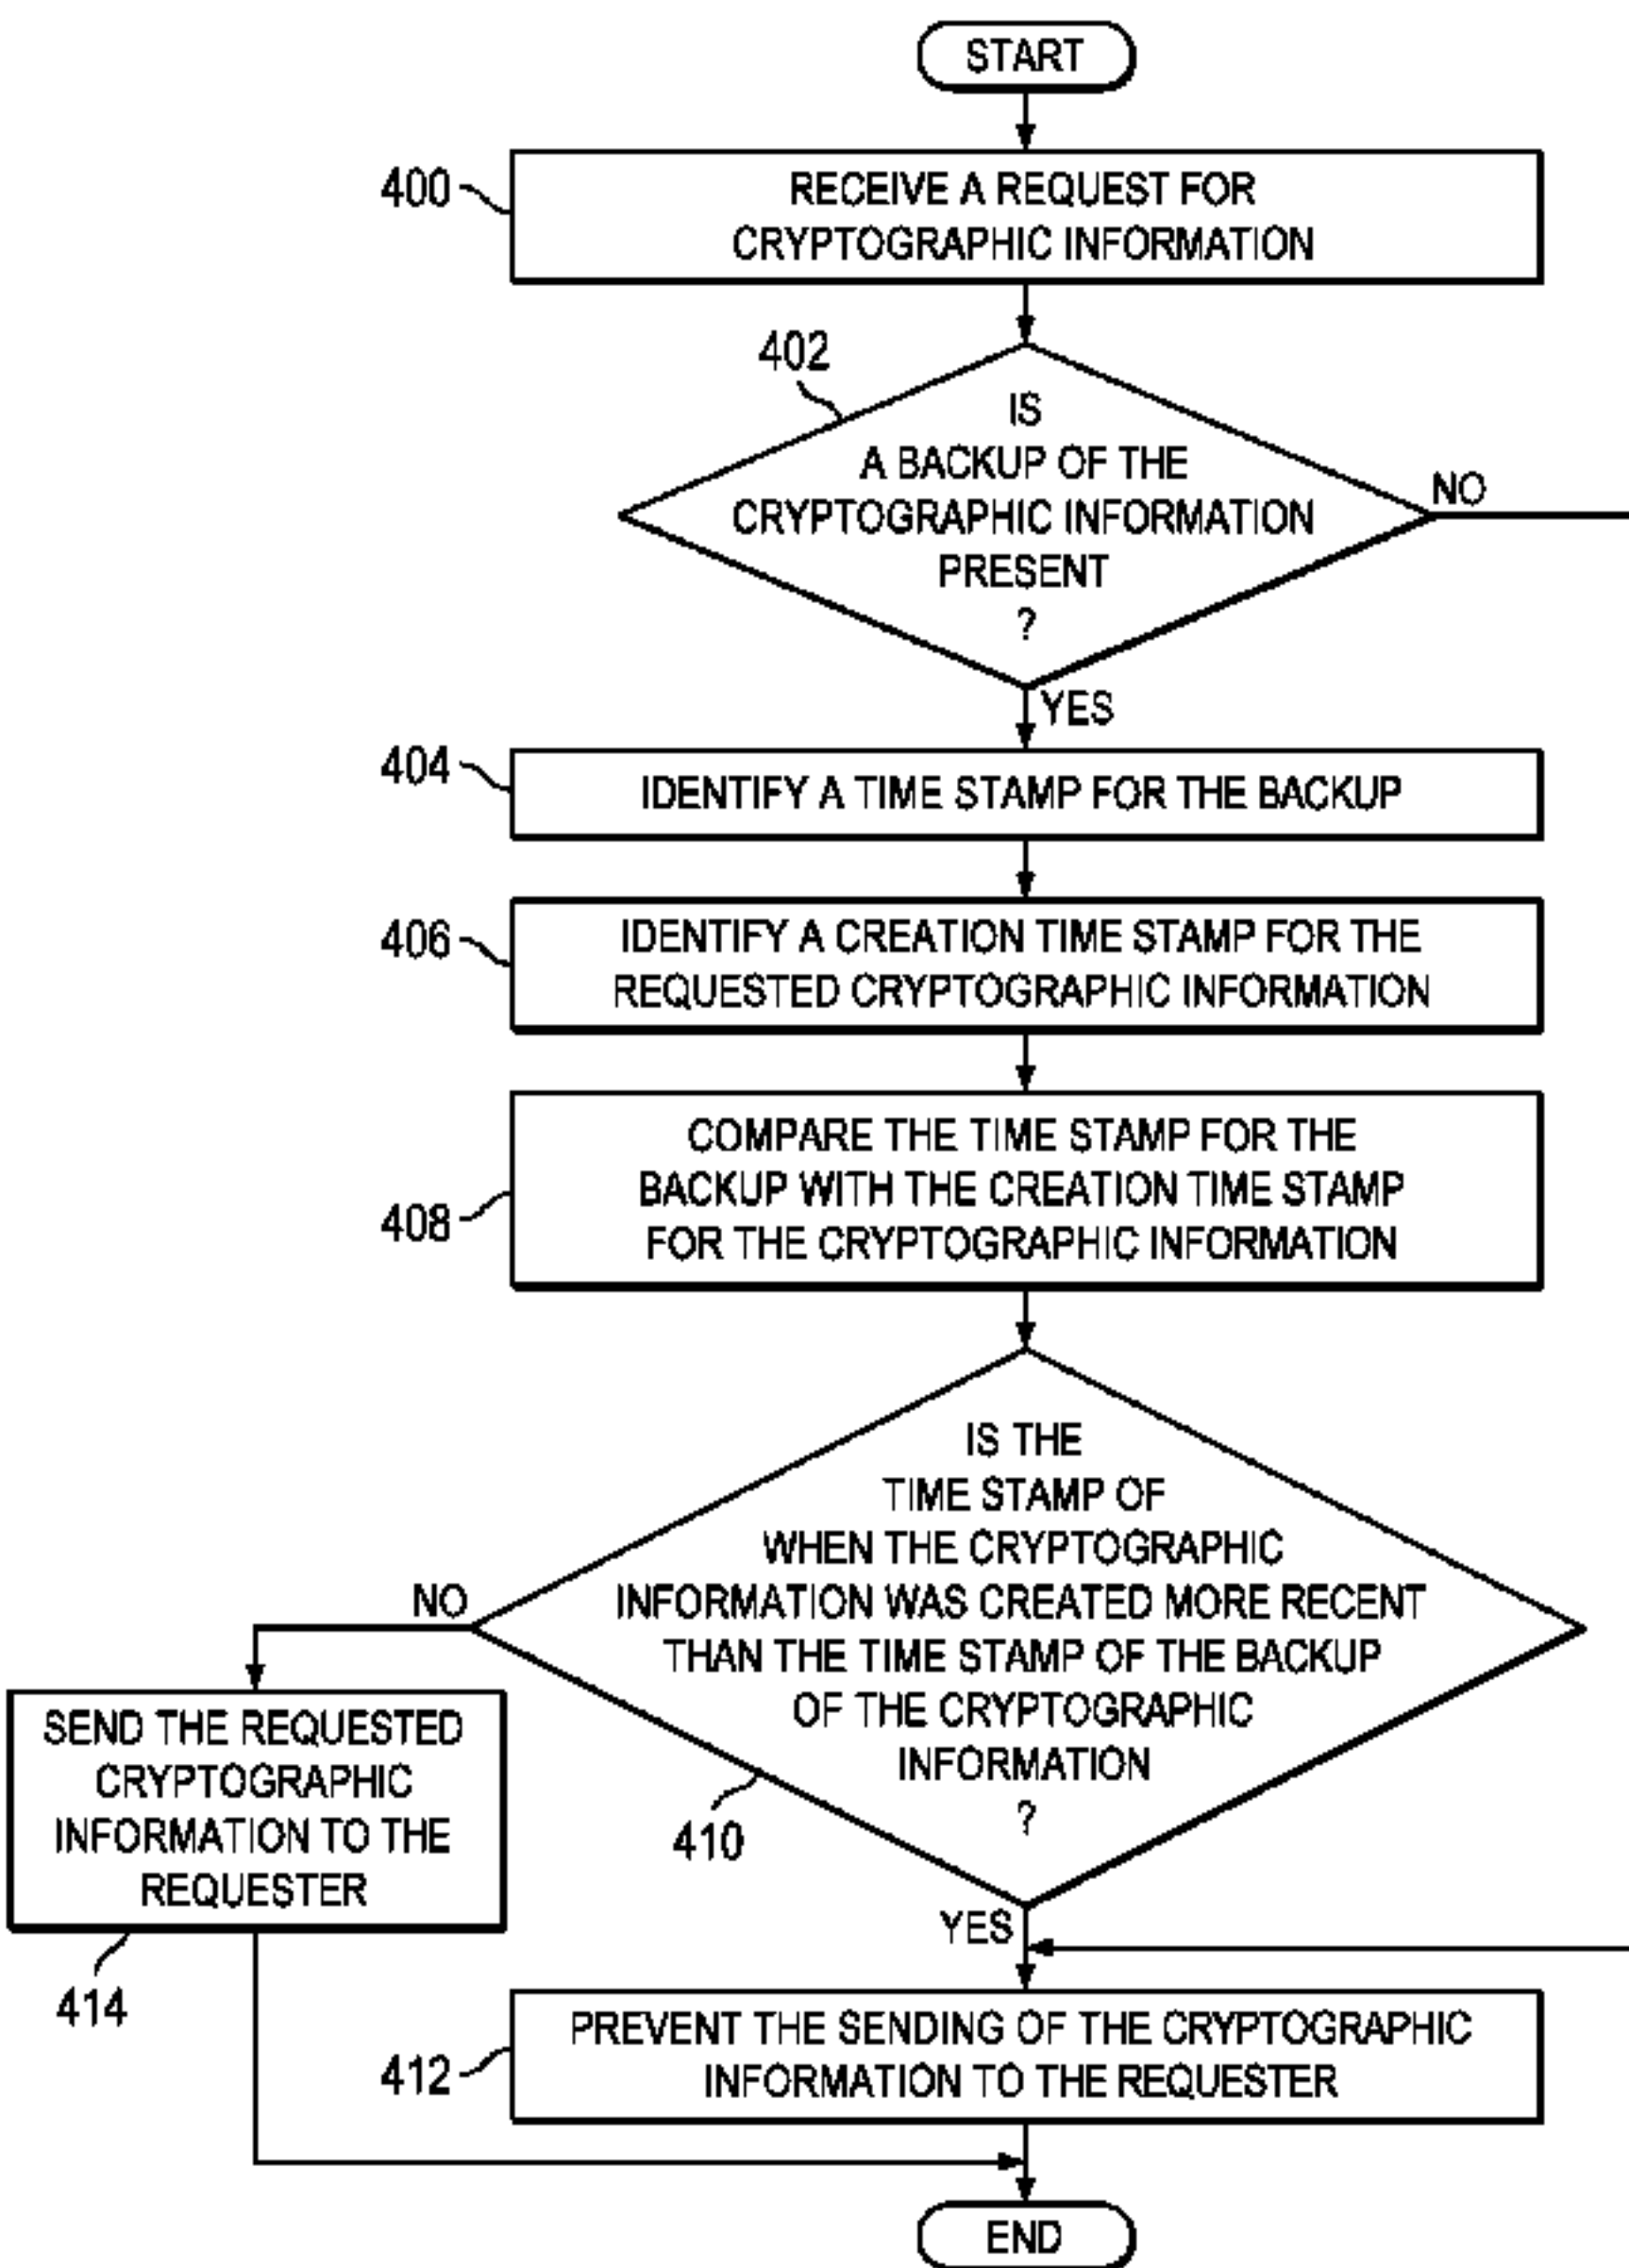 START
400
RECEIVE A REQUEST FOR
CRYPTOGRAPHIC INFORMATION
402
IS
A BACKUP OF THE
CRYPTOGRAPHIC INFORMATION
PRESENT
?
NO
YES
404
IDENTIFY A TIME STAMP FOR THE BACKUP
406
IDENTIFY A CREATION TIME STAMP FOR THE
REQUESTED CRYPTOGRAPHIC INFORMATION
408
COMPARE THE TIME STAMP FOR THE
BACKUP WITH THE CREATION TIME STAMP
FOR THE CRYPTOGRAPHIC INFORMATION
IS THE
TIME STAMP OF
WHEN THE CRYPTOGRAPHIC
INFORMATION WAS CREATED MORE RECENT
THAN THE TIME STAMP OF THE BACKUP
OF THE CRYPTOGRAPHIC
INFORMATION
?
410
NO
SEND THE REQUESTED
CRYPTOGRAPHIC
INFORMATION TO THE
REQUESTER
414
YES
412
PREVENT THE SENDING OF THE CRYPTOGRAPHIC
INFORMATION TO THE REQUESTER
END